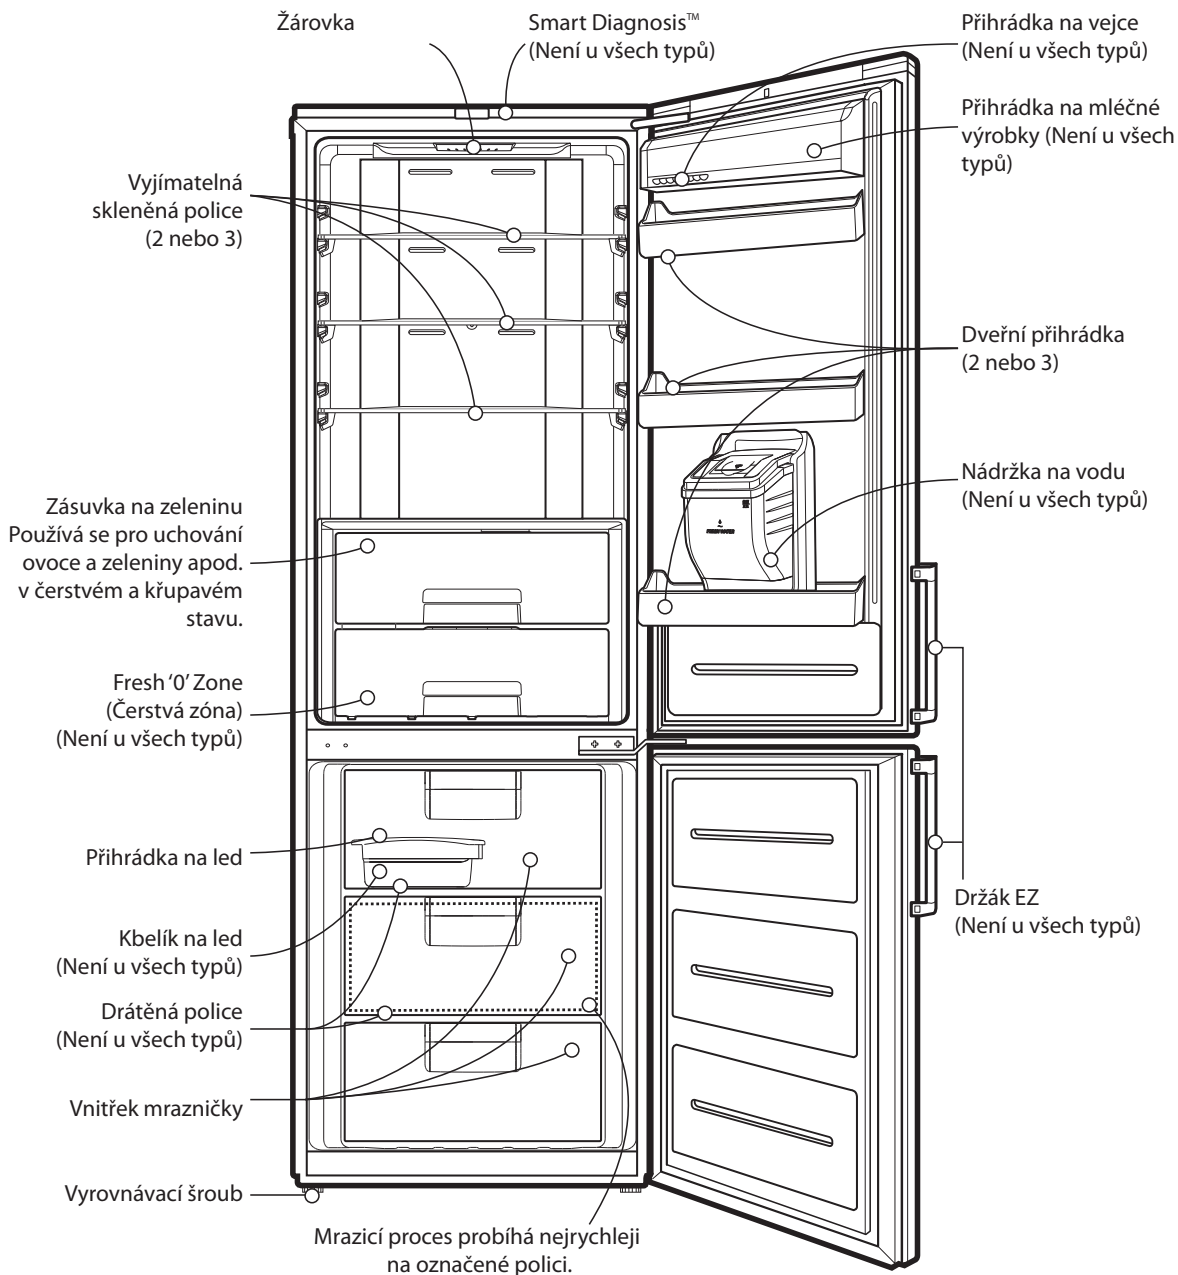 Žárovka
Smart Diagnosis™
(Není u všech typů)
Přihrádka na vejce
(Není u všech typů)
Přihrádka na mléčné
výrobky (Není u všech
typů)
Vyjímatelná
skleněná police
(2 nebo 3)
Dveřní přihrádka
(2 nebo 3)
Nádržka na vodu
(Není u všech typů)
Zásuvka na zeleninu
Používá se pro uchování
ovoce a zeleniny apod.
v čerstvém a křupavém
stavu.
Fresh ‘0’ Zone
(Čerstvá zóna)
(Není u všech typů)
Přihrádka na led
Držák EZ
(Není u všech typů)
Kbelík na led
(Není u všech typů)
Drátěná police
(Není u všech typů)
Vnitřek mrazničky
Vyrovnávací šroub
Mrazicí proces probíhá nejrychleji
na označené polici.